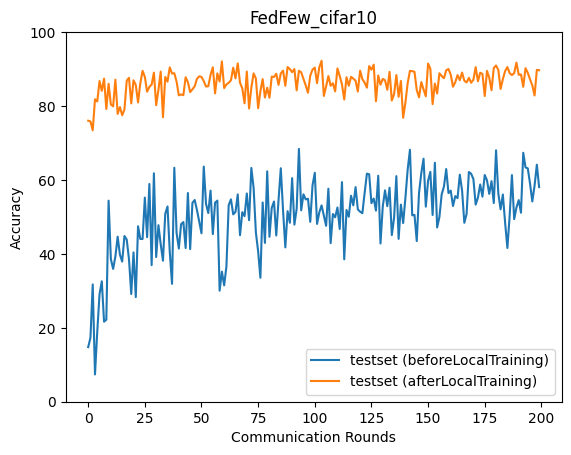 FedFew_cifar10
100
80
60
40
20
0
Accuracy
0 25 50 75 100 125 150 175 200
Communication Rounds
testset (beforeLocalTraining)
testset (afterLocalTraining)